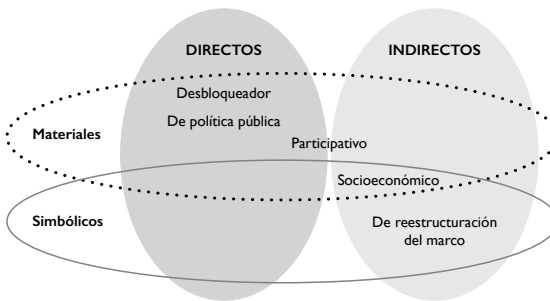 DIRECTOS
INDIRECTOS
Desbloqueador
De política pública
Materiales
Participativo
Socioeconómico
Simbólicos
De reestructuración
del marco